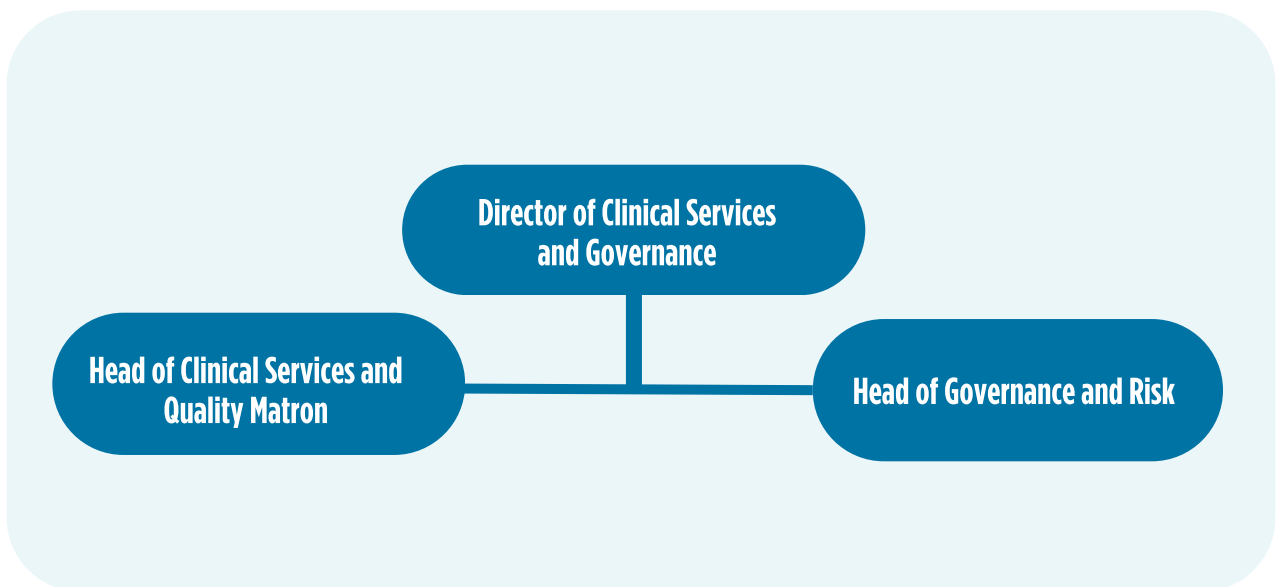 Director of Clinical Services
and Governance
Head of Clinical Services and
Quality Matron
Head of Governance and Risk